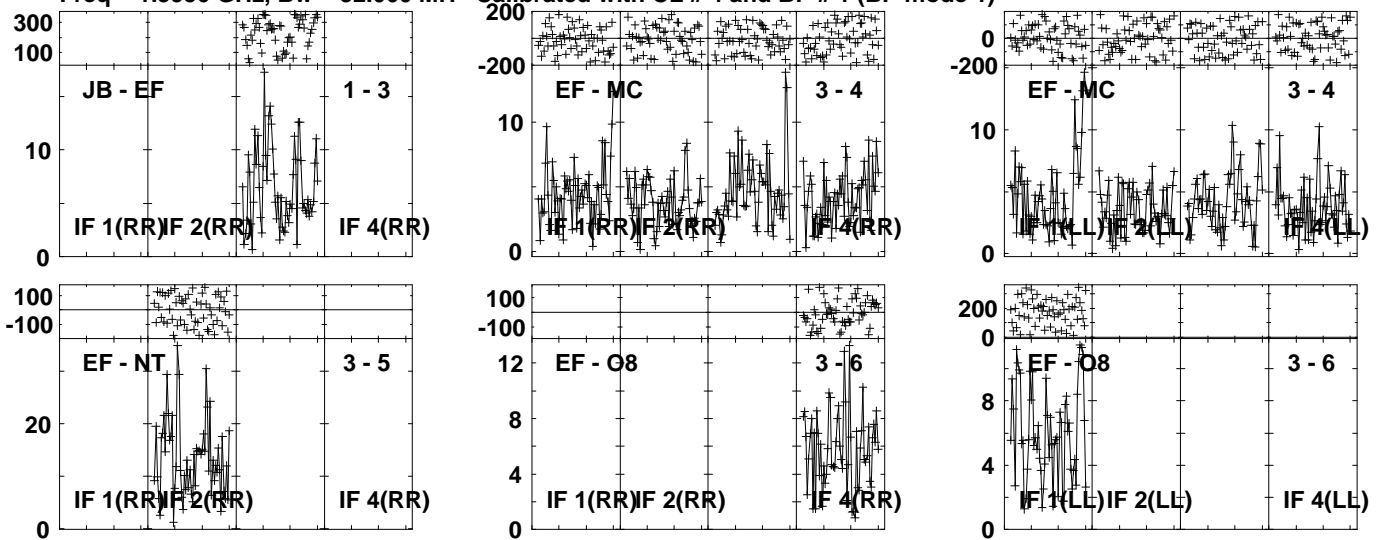 Freq GHz, Calibrated with CL # and BP # (BP mode
300
100
JB - EF
1 - 3
10
0
IF 1(RR)
IF 2(RR)
IF 4(RR)
200
-200
EF - MC
3 - 4
10
0
IF 1(RR)
IF 2(RR)
IF 4(RR)
0
-200
EF - MC
3 - 4
10
0
IF 1(LL)
IF 2(LL)
IF 4(LL)
100
-100
EF - NT
3 - 5
20
0
IF 1(RR)
IF 2(RR)
IF 4(RR)
100
-100
EF - O8
3 - 6
12
8
4
0
IF 1(RR)
IF 2(RR)
IF 4(RR)
200
0
EF - O8
3 - 6
8
4
0
IF 1(LL)
IF 2(LL)
IF 4(LL)